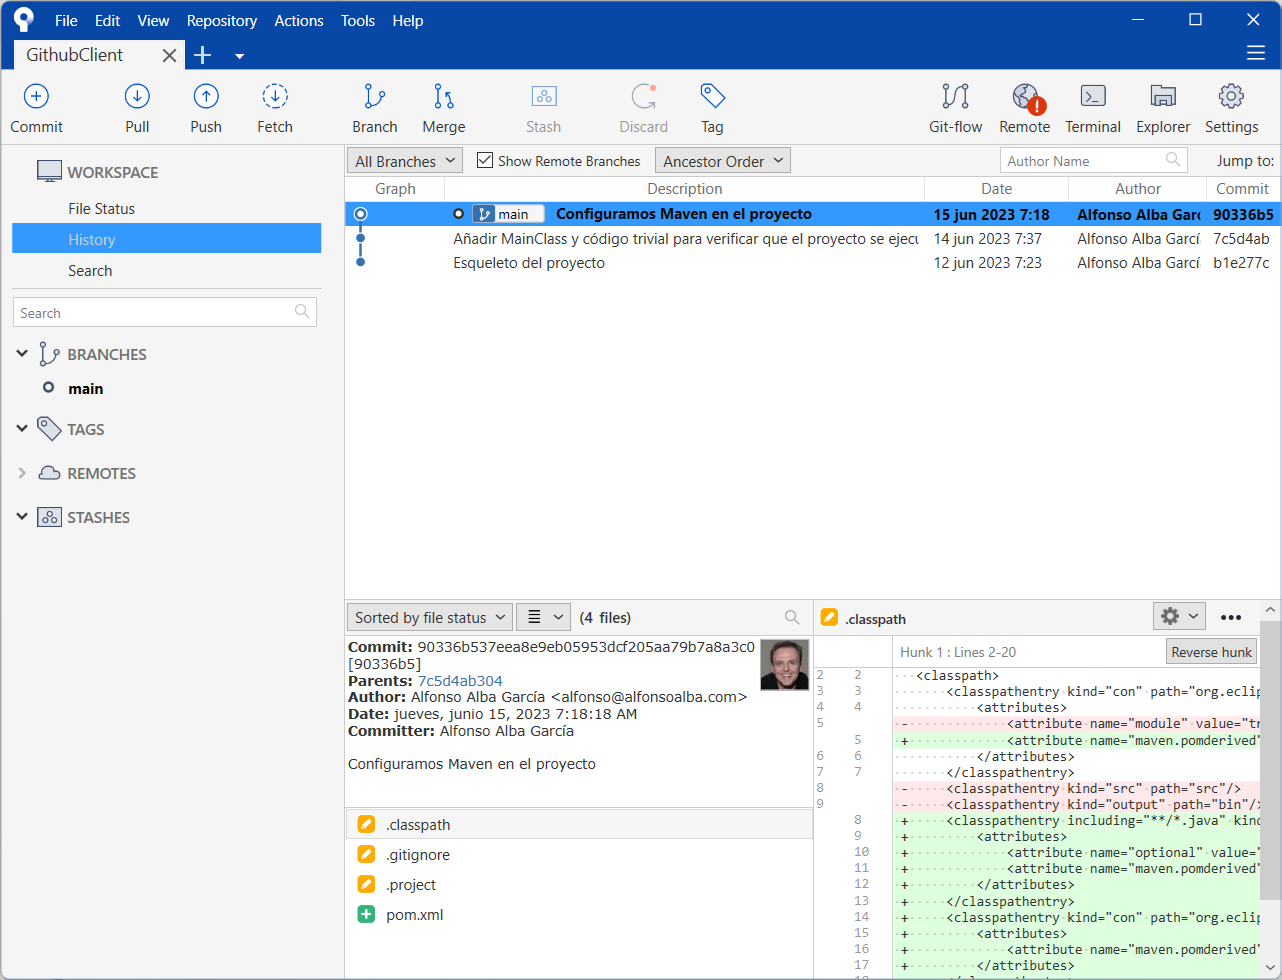 File Edit View Repository Actions Tools Help
GithubClient
Commit Pull Push Fetch Branch Merge Stash Discard Tag Git-flow Remote Terminal Explorer Settings
WORKSPACE
File Status
History
Search
Search
BRANCHES
main
TAGS
REMOTES
STASHES
All Branches Show Remote Branches Ancestor Order Author Name Jump to:
Graph Description Date Author Commit
main Configuramos Maven en el proyecto 15 jun 2023 7:18 Alfonso Alba Garc 90336b5
Añadir MainClass y código trivial para verificar que el proyecto se ejecu 14 jun 2023 7:37 Alfonso Alba Garcí 7c5d4ab
Esqueleto del proyecto 12 jun 2023 7:23 Alfonso Alba Garcí b1e277c
Sorted by file status (4 files)
Commit: 90336b537eea8e9eb05953dcf205aa79b7a8a3c0
[90336b5]
Parents: 7c5d4ab304
Author: Alfonso Alba García <alfonso@alfonsoalba.com>
Date: jueves, junio 15, 2023 7:18:18 AM
Committer: Alfonso Alba García
Configuramos Maven en el proyecto
.classpath
.gitignore
.project
pom.xml
.classpath
Hunk 1 : Lines 2-20 Reverse hunk
2 2 <classpath>
3 3 <classpathentry kind="con" path="org.eclip
4 4 <attributes>
5 - <attribute name="module" value="tr
5 + <attribute name="maven.pomderived"
6 6 </attributes>
7 7 </classpathentry>
8 - <classpathentry kind="src" path="src"/>
9 - <classpathentry kind="output" path="bin"/>
8 + <classpathentry including="**/*.java" kind
9 + <attributes>
10 + <attribute name="optional" value="
11 + <attribute name="maven.pomderived"
12 + </attributes>
13 + </classpathentry>
14 + <classpathentry kind="con" path="org.eclip
15 + <attributes>
16 + <attribute name="maven.pomderived"
17 + </attributes>